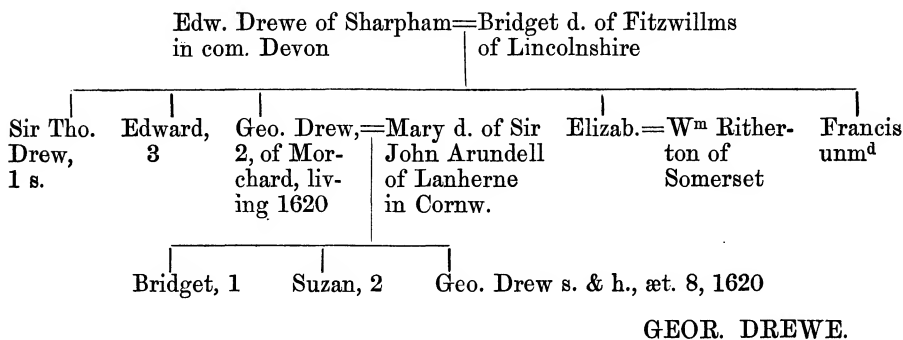 Edw. Drewe of Sharpham=Bridget d. of Fitzwillms
in com. Devon of Lincolnshire
Sir Tho. Edward, Geo. Drew,=Mary d. of Sir Elizab.=Wᵐ Rither- Francis
Drew, 3 2, of Mor- John Arundell ton of unmᵈ
1 s. chard, liv- of Lanherne Somerset
ing 1620 in Cornw.
Bridget, 1 Suzan, 2 Geo. Drew s. & h., æt. 8, 1620
GEOR. DREWE.